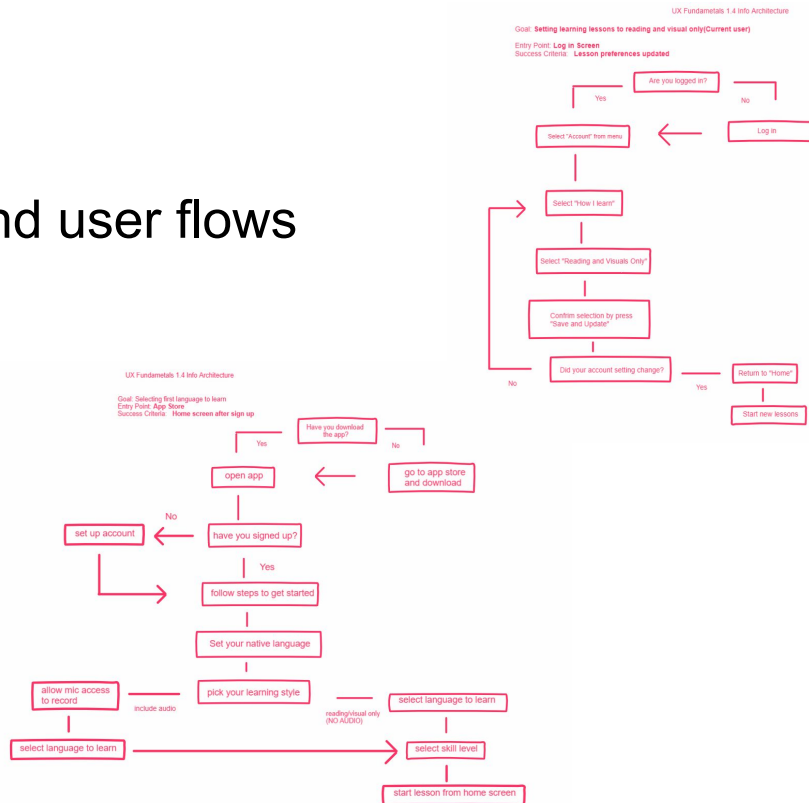 UX Fundametals 1.4 Info Architecture
Goal: Setting learning lessons to reading and visual only(Current user)
Entry Point: Log in Screen
Success Criteria: Lesson preferences updated
Are you logged in?
Yes
No
Select "Account" from menu
Log in
nd user flows
Select "How I learn"
Select "Reading and Visuals Only"
Confrim selection by press
"Save and Update"
Did your account setting change?
No
Yes
Return to "Home"
Start new lessons
UX Fundametals 1.4 Info Architecture
Goal: Selecting first language to learn
Entry Point: App Store
Success Criteria: Home screen after sign up
Have you download
the app?
Yes
No
open app
go to app store
and download
No
set up account
have you signed up?
Yes
follow steps to get started
Set your native language
allow mic access
to record
include audio
pick your learning style
reading/visual only
(NO AUDIO)
select language to learn
select language to learn
select skill level
start lesson from home screen